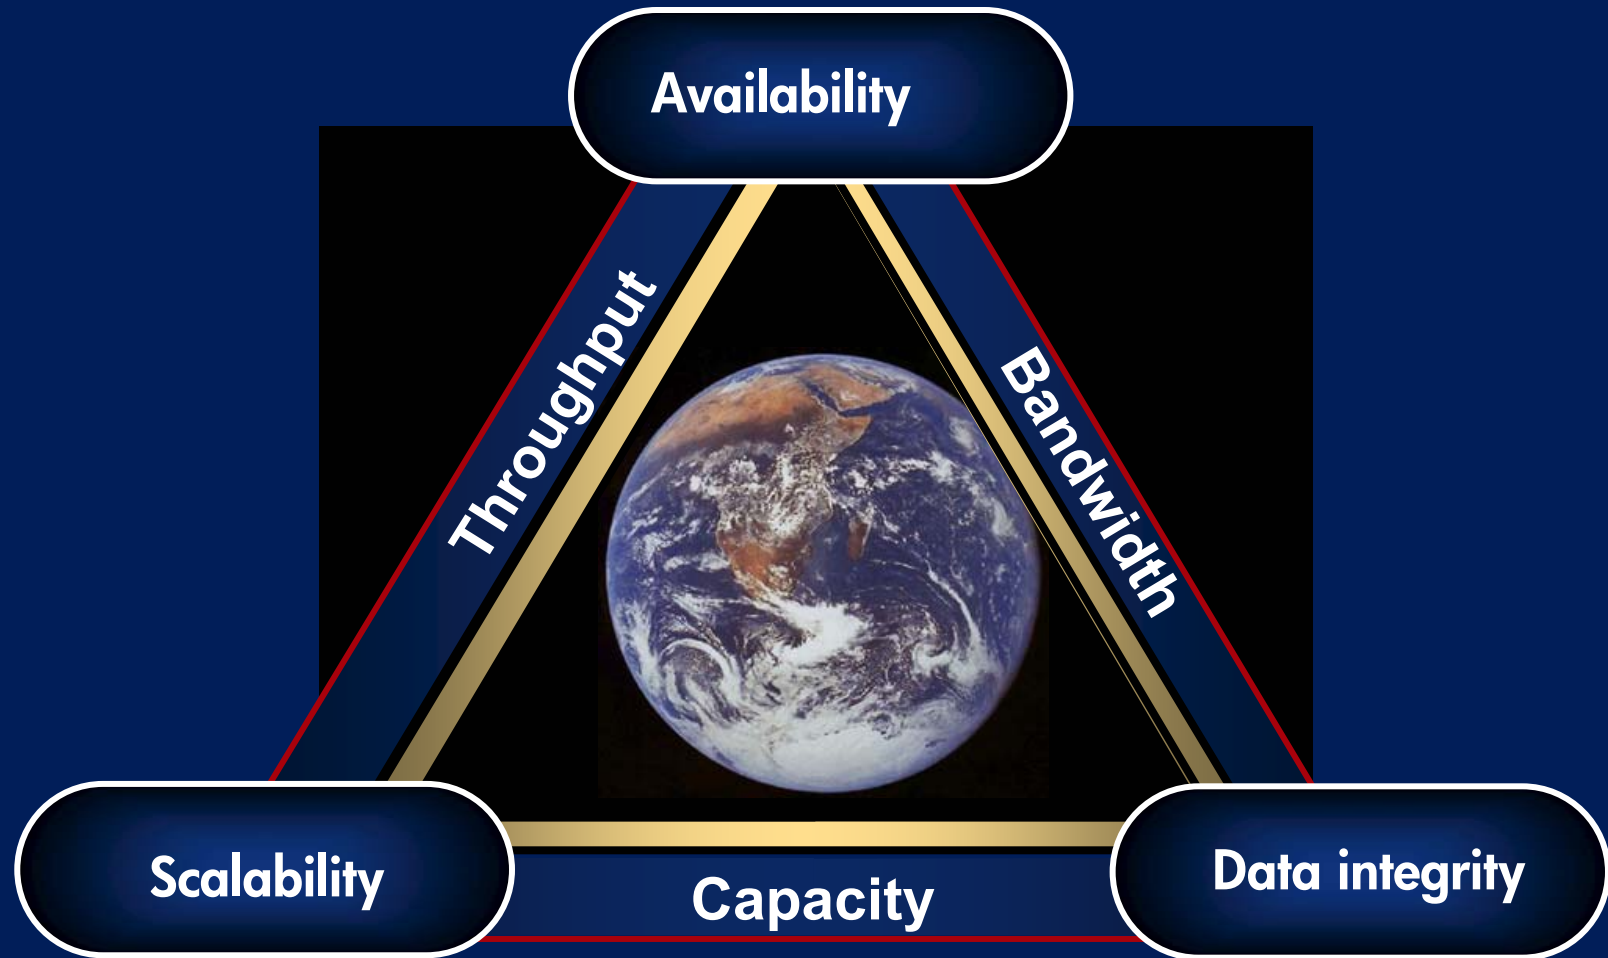 Availability
Throughput
Bandwidth
Scalability
Capacity
Data integrity